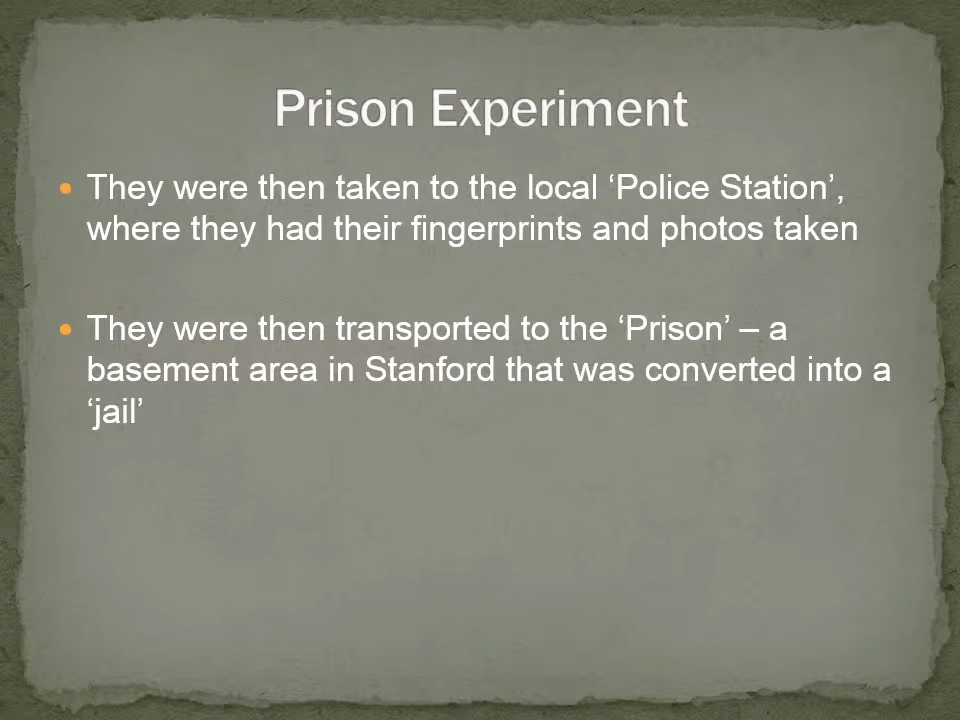 Prison Experiment
• They were then taken to the local ‘Police Station’,
where they had their fingerprints and photos taken
• They were then transported to the ‘Prison’ – a
basement area in Stanford that was converted into a
‘jail’